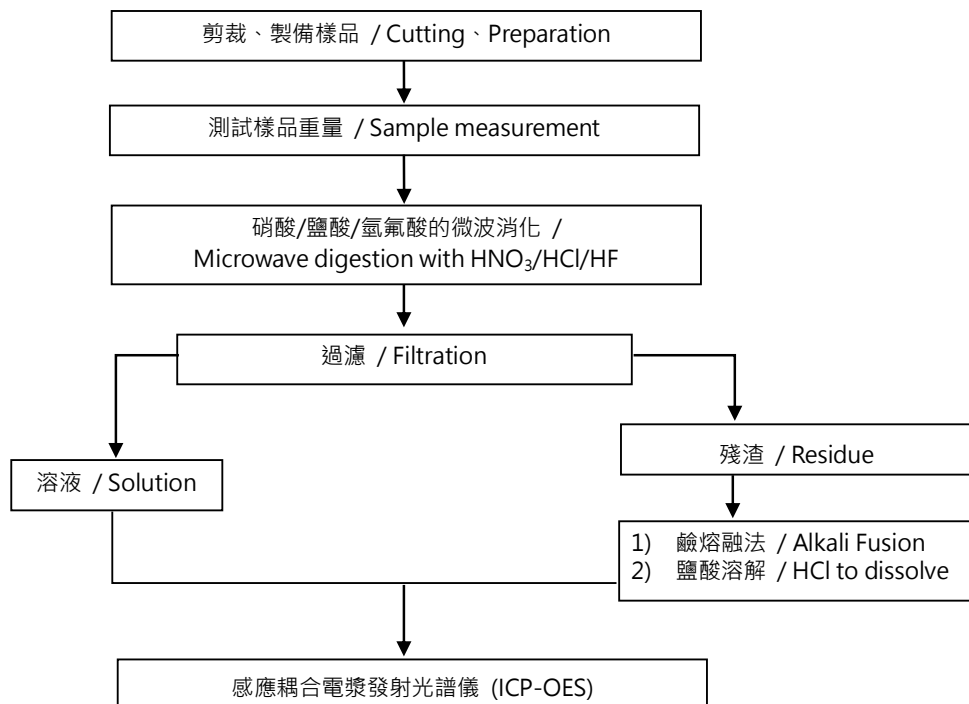 剪裁、製備樣品 / Cutting、Preparation
測試樣品重量 / Sample measurement
硝酸/鹽酸/氫氟酸的微波消化 /
Microwave digestion with HNO₃/HCl/HF
過濾 / Filtration
溶液 / Solution
殘渣 / Residue
1) 鹼熔融法 / Alkali Fusion
2) 鹽酸溶解 / HCl to dissolve
感應耦合電漿發射光譜儀 (ICP-OES)